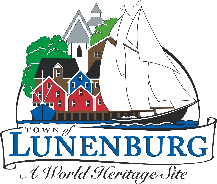 TOWN of
LUNENBURG
A World Heritage Site